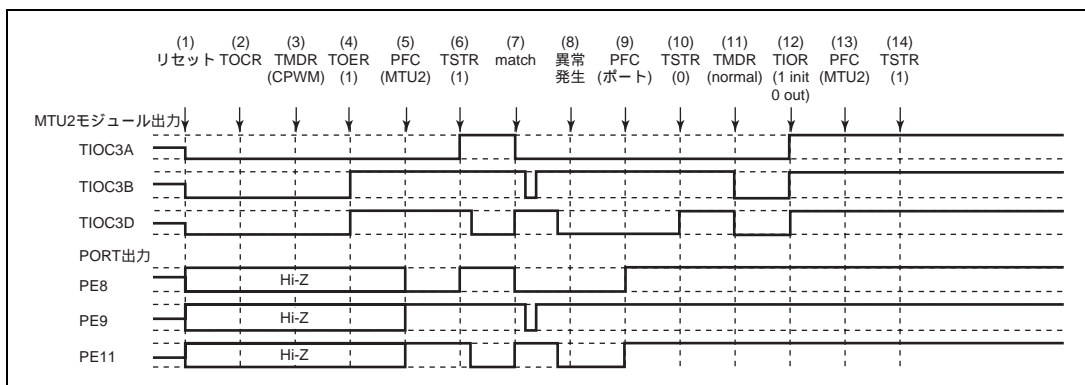 (1) (2) (3) (4) (5) (6) (7) (8) (9) (10) (11) (12) (13) (14)
リセット TOCR TMDR TOER PFC TSTR match 異常 PFC TSTR TMDR TIOR PFC TSTR
(CPWM) (1) (MTU2) (1) 発生 (ポート) (0) (normal) (1 init (MTU2) (1)
0 out)
MTU2モジュール出力
TIOC3A
TIOC3B
TIOC3D
PORT出力
PE8 Hi-Z
PE9 Hi-Z
PE11 Hi-Z